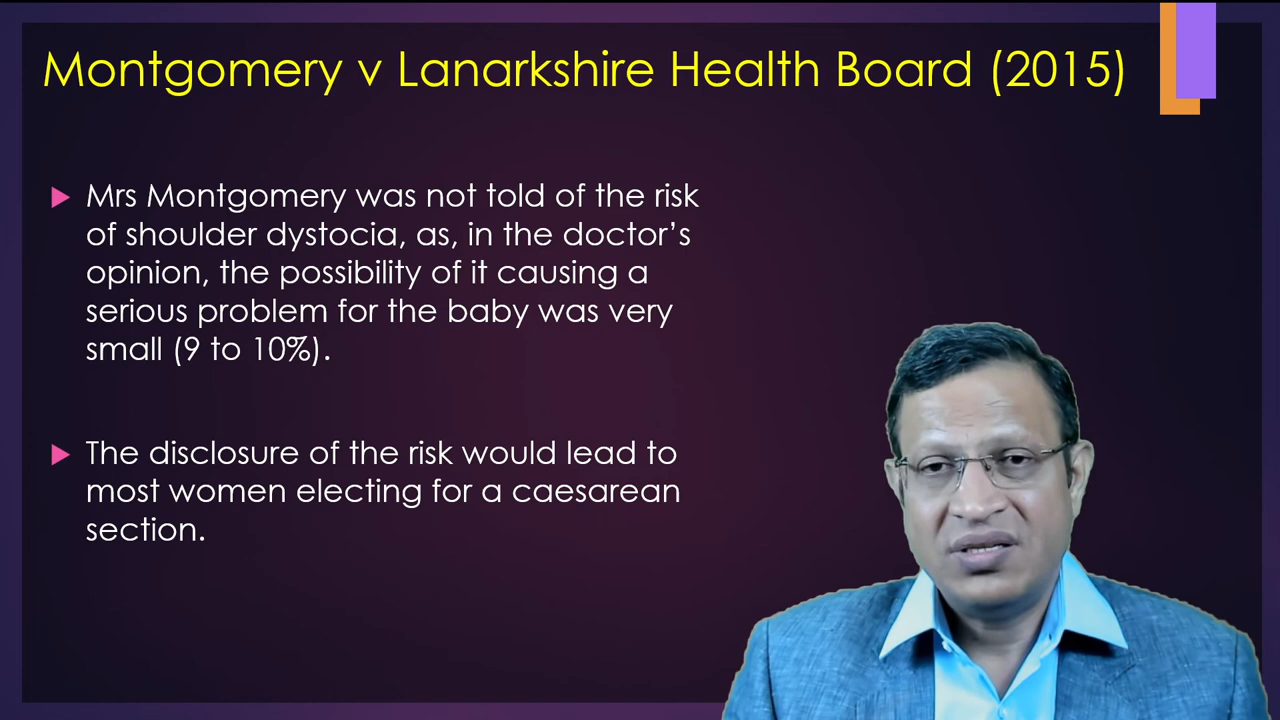 Montgomery v Lanarkshire Health Board (2015)
Mrs Montgomery was not told of the risk
of shoulder dystocia, as, in the doctor’s
opinion, the possibility of it causing a
serious problem for the baby was very
small (9 to 10%).
The disclosure of the risk would lead to
most women electing for a caesarean
section.